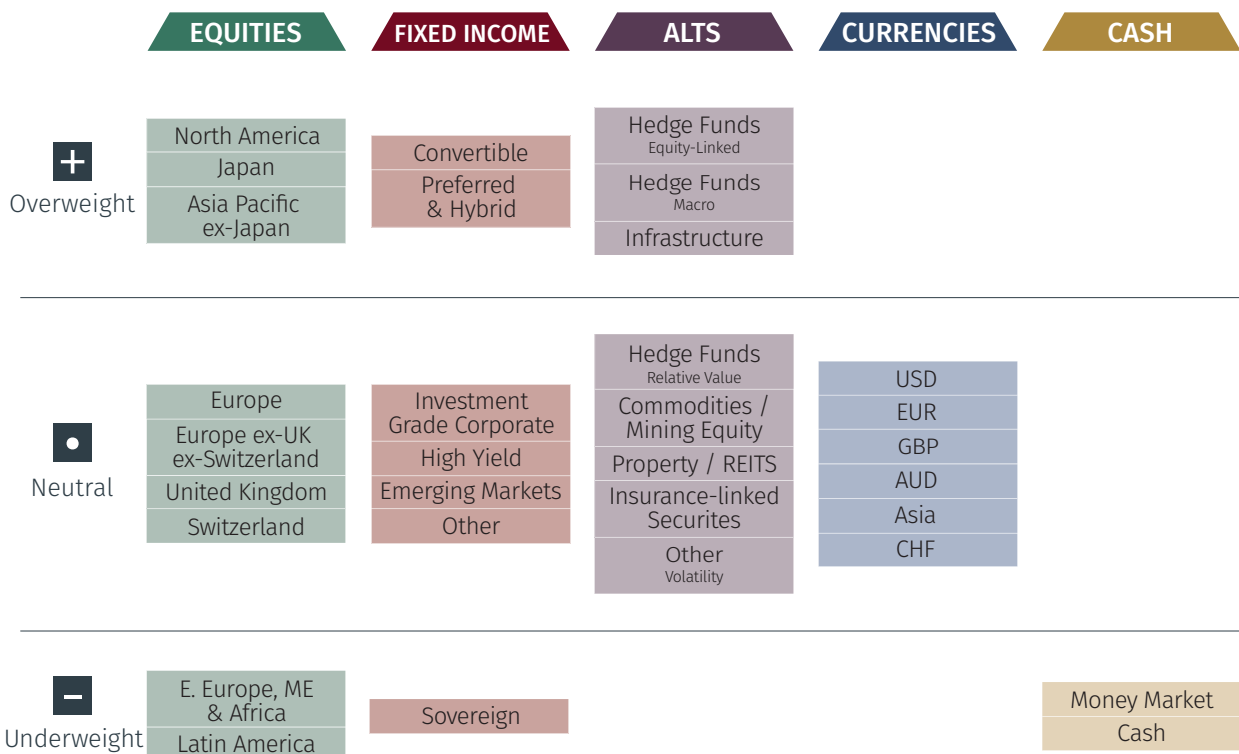 EQUITIES
FIXED INCOME
ALTS
CURRENCIES
CASH
+
Overweight
North America
Japan
Asia Pacific
ex-Japan
Convertible
Preferred
& Hybrid
Hedge Funds
Equity-Linked
Hedge Funds
Macro
Infrastructure
Neutral
Europe
Europe ex-UK
ex-Switzerland
United Kingdom
Switzerland
Investment
Grade Corporate
High Yield
Emerging Markets
Other
Hedge Funds
Relative Value
Commodities /
Mining Equity
Property / REITS
Insurance-linked
Securites
Other
Volatility
USD
EUR
GBP
AUD
Asia
CHF
-
Underweight
E. Europe, ME
& Africa
Latin America
Sovereign
Money Market
Cash